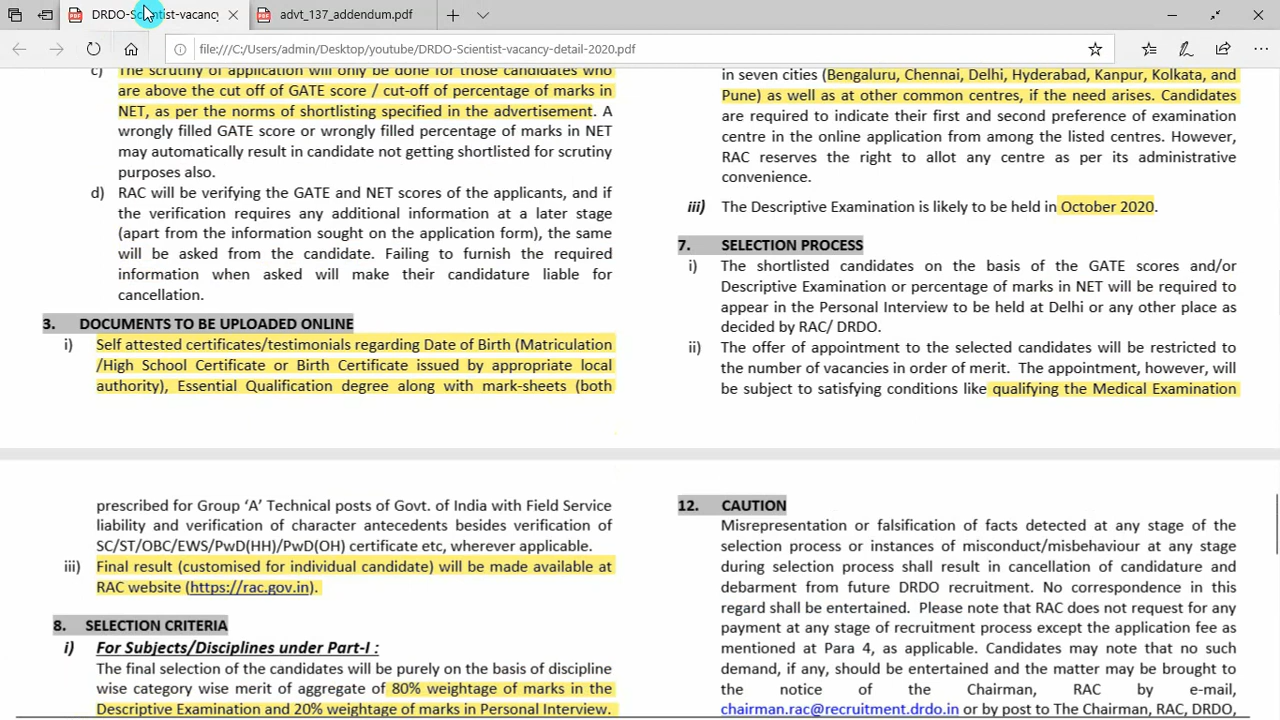 DRDO-Scientist-vacancy
advt_137_addendum.pdf
file:///C:/Users/admin/Desktop/youtube/DRDO-Scientist-vacancy-detail-2020.pdf
c) The scrutiny of application will only be done for those candidates who
are above the cut off of GATE score / cut-off of percentage of marks in
NET, as per the norms of shortlisting specified in the advertisement. A
wrongly filled GATE score or wrongly filled percentage of marks in NET
may automatically result in candidate not getting shortlisted for scrutiny
purposes also.
d) RAC will be verifying the GATE and NET scores of the applicants, and if
the verification requires any additional information at a later stage
(apart from the information sought on the application form), the same
will be asked from the candidate. Failing to furnish the required
information when asked will make their candidature liable for
cancellation.
3. DOCUMENTS TO BE UPLOADED ONLINE
i) Self attested certificates/testimonials regarding Date of Birth (Matriculation
/High School Certificate or Birth Certificate issued by appropriate local
authority), Essential Qualification degree along with mark-sheets (both
in seven cities (Bengaluru, Chennai, Delhi, Hyderabad, Kanpur, Kolkata, and
Pune) as well as at other common centres, if the need arises. Candidates
are required to indicate their first and second preference of examination
centre in the online application from among the listed centres. However,
RAC reserves the right to allot any centre as per its administrative
convenience.
iii) The Descriptive Examination is likely to be held in October 2020.
7. SELECTION PROCESS
i) The shortlisted candidates on the basis of the GATE scores and/or
Descriptive Examination or percentage of marks in NET will be required to
appear in the Personal Interview to be held at Delhi or any other place as
decided by RAC/ DRDO.
ii) The offer of appointment to the selected candidates will be restricted to
the number of vacancies in order of merit. The appointment, however, will
be subject to satisfying conditions like qualifying the Medical Examination
prescribed for Group ‘A’ Technical posts of Govt. of India with Field Service
liability and verification of character antecedents besides verification of
SC/ST/OBC/EWS/PwD(HH)/PwD(OH) certificate etc, wherever applicable.
iii) Final result (customised for individual candidate) will be made available at
RAC website (https://rac.gov.in).
8. SELECTION CRITERIA
i) For Subjects/Disciplines under Part-I :
The final selection of the candidates will be purely on the basis of discipline
wise category wise merit of aggregate of 80% weightage of marks in the
Descriptive Examination and 20% weightage of marks in Personal Interview.
12. CAUTION
Misrepresentation or falsification of facts detected at any stage of the
selection process or instances of misconduct/misbehaviour at any stage
during selection process shall result in cancellation of candidature and
debarment from future DRDO recruitment. No correspondence in this
regard shall be entertained. Please note that RAC does not request for any
payment at any stage of recruitment process except the application fee as
mentioned at Para 4, as applicable. Candidates may note that no such
demand, if any, should be entertained and the matter may be brought to
the notice of the Chairman, RAC by e-mail,
chairman.rac@recruitment.drdo.in or by post to The Chairman, RAC, DRDO,